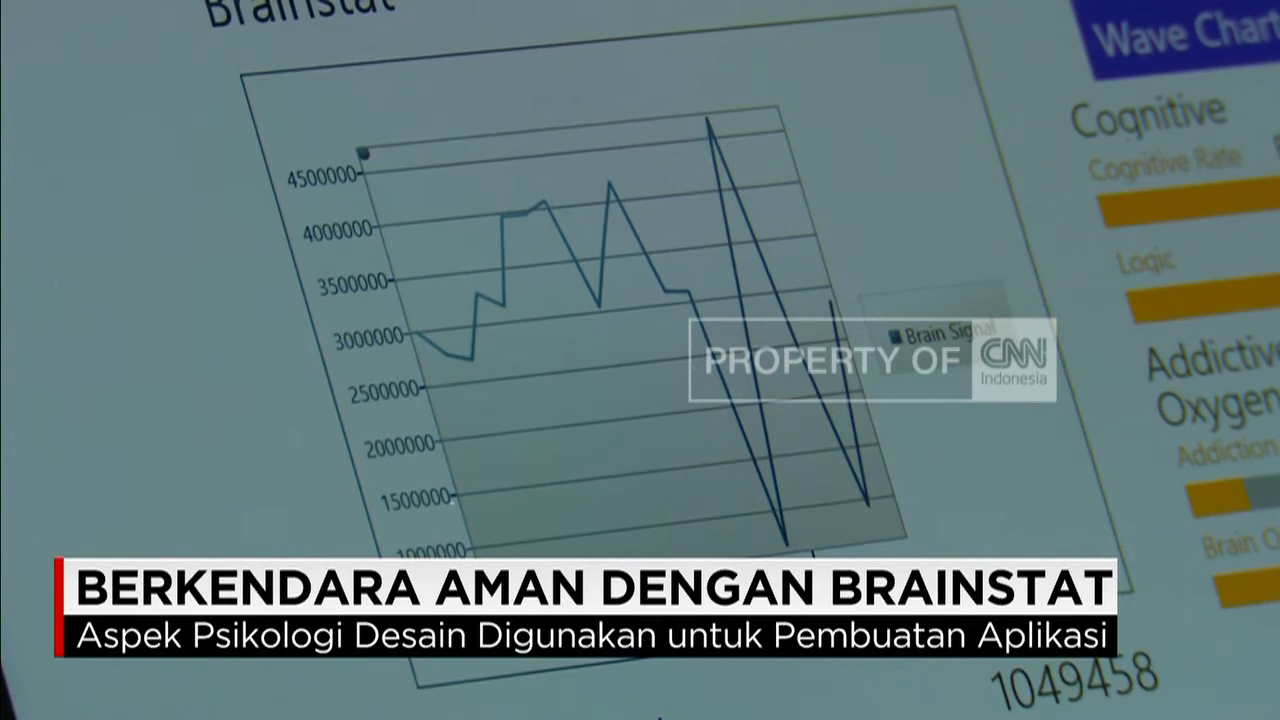 Brainstat
Wave Chart
4500000
4000000
3500000
3000000
2500000
2000000
1500000
1000000
Brain Signal
PROPERTY OF CNN
Indonesia
Cognitive
Cognitive Rate
Logic
Addictive
Oxygen
Addiction
Brain O
BERKENDARA AMAN DENGAN BRAINSTAT
Aspek Psikologi Desain Digunakan untuk Pembuatan Aplikasi
1049458